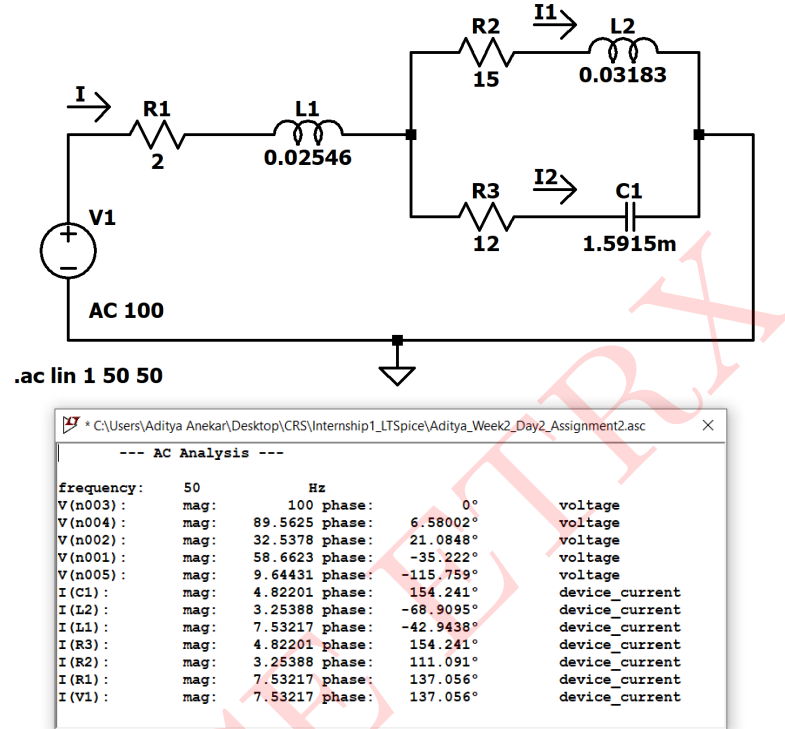 I1
R2
L2
15
0.03183
I
R1
L1
2
0.02546
V1
R3
I2
C1
12
1.5915m
AC 100
.ac lin 1 50 50
* C:\Users\Aditya Anekar\Desktop\CRS\Internship1_LTSpice\Aditya_Week2_Day2_Assignment2.asc
--- AC Analysis ---
frequency: 50 Hz
V(n003): mag: 100 phase: 0° voltage
V(n004): mag: 89.5625 phase: 6.58002° voltage
V(n002): mag: 32.5378 phase: 21.0848° voltage
V(n001): mag: 58.6623 phase: -35.222° voltage
V(n005): mag: 9.64431 phase: -115.759° voltage
I(C1): mag: 4.82201 phase: 154.241° device_current
I(L2): mag: 3.25388 phase: -68.9095° device_current
I(L1): mag: 7.53217 phase: -42.9438° device_current
I(R3): mag: 4.82201 phase: 154.241° device_current
I(R2): mag: 3.25388 phase: 111.091° device_current
I(R1): mag: 7.53217 phase: 137.056° device_current
I(V1): mag: 7.53217 phase: 137.056° device_current
E ETRX